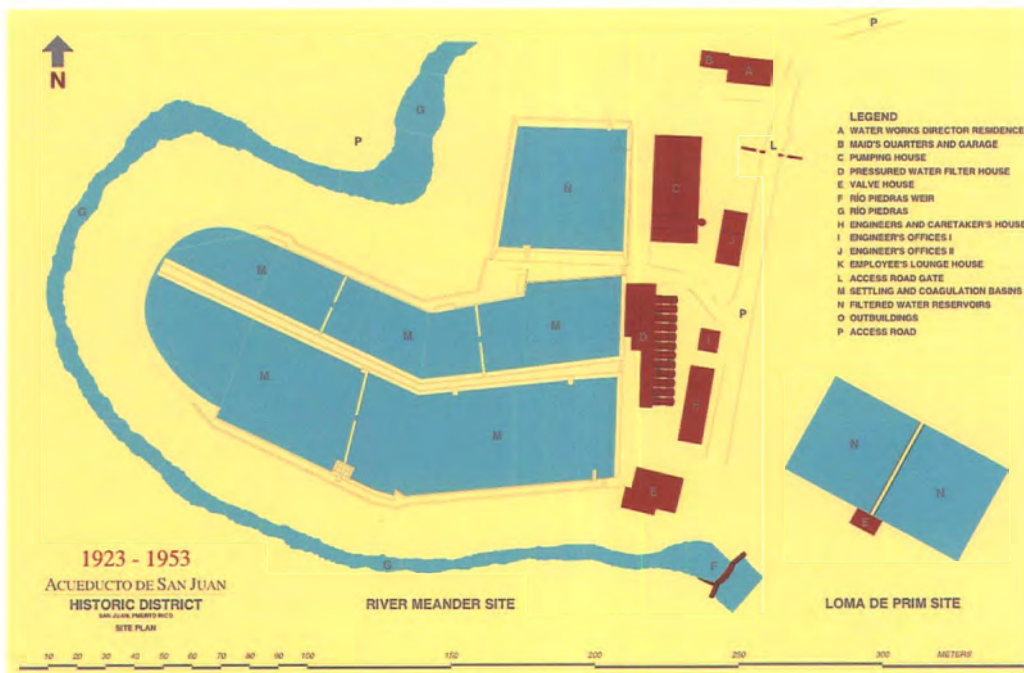 N
P
B
A
LEGEND
A WATER WORKS DIRECTOR RESIDENCE
B MAID'S QUARTERS AND GARAGE
C PUMPING HOUSE
D PRESSURED WATER FILTER HOUSE
E VALVE HOUSE
F RÍO PIEDRAS WEIR
G RÍO PIEDRAS
H ENGINEERS AND CARETAKER'S HOUSE
I ENGINEER'S OFFICES I
J ENGINEER'S OFFICES II
K EMPLOYEE'S LOUNGE HOUSE
L ACCESS ROAD GATE
M SETTLING AND COAGULATION BASINS
N FILTERED WATER RESERVOIRS
O OUTBUILDINGS
P ACCESS ROAD
G
P
L
N
C
G
J
M
M
M
P
D
I
M
M
N
N
E
E
F
G
1923 - 1953
ACUEDUCTO DE SAN JUAN
HISTORIC DISTRICT
SAN JUAN, PUERTO RICO
SITE PLAN
RIVER MEANDER SITE
LOMA DE PRIM SITE
10 20 30 40 50 60 70 80 90 100 150 200 250 300 METERS